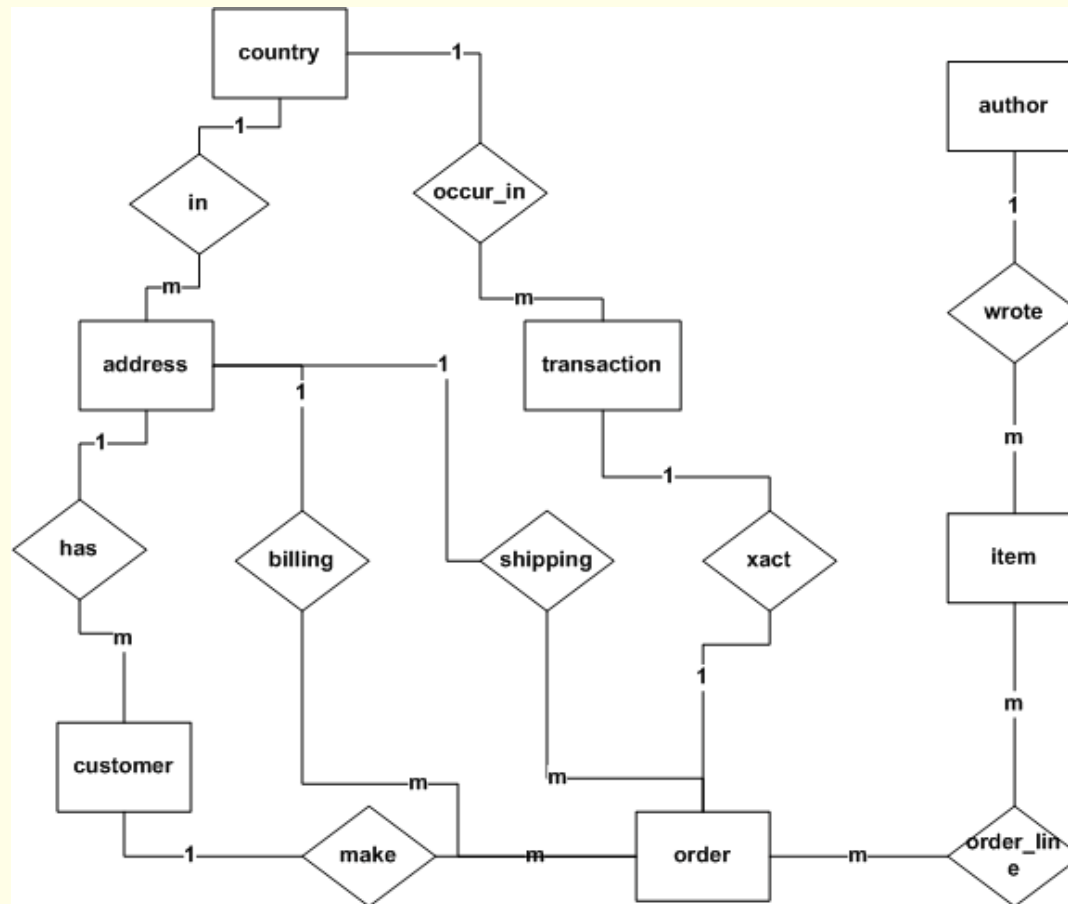 country
1
author
1
occur_in
in
1
wrote
m
m
address
1
transaction
1
m
1
1
has
billing
shipping
xact
item
m
1
m
customer
m
m
1
make
m
order
m
order_lin
e